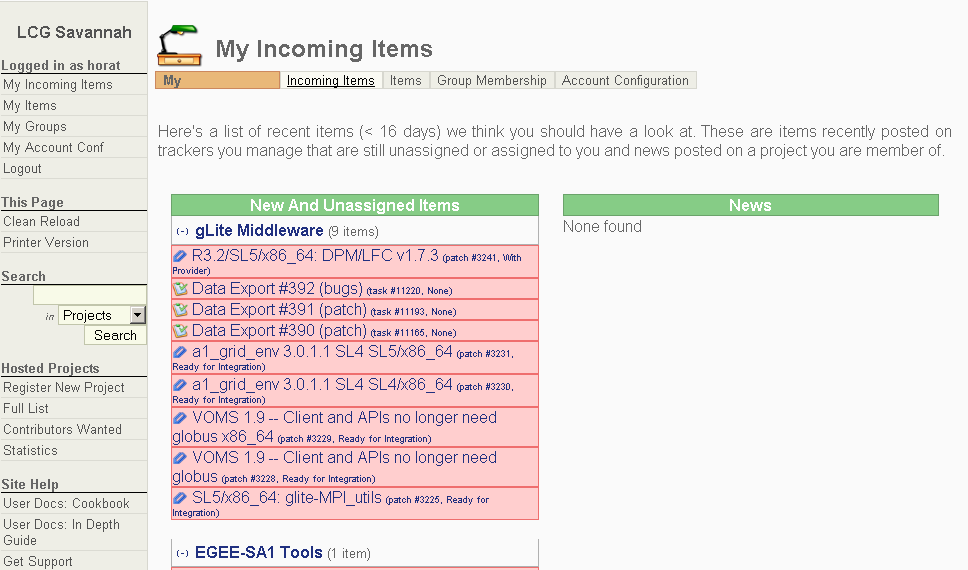 LCG Savannah
Logged in as horat
My Incoming Items
My Items
My Groups
My Account Conf
Logout
This Page
Clean Reload
Printer Version
Search
in Projects
Search
Hosted Projects
Register New Project
Full List
Contributors Wanted
Statistics
Site Help
User Docs: Cookbook
User Docs: In Depth
Guide
Get Support
My Incoming Items
My Incoming Items Items Group Membership Account Configuration
Here's a list of recent items (< 16 days) we think you should have a look at. These are items recently posted on
trackers you manage that are still unassigned or assigned to you and news posted on a project you are member of.
New And Unassigned Items
(-) gLite Middleware (9 items)
R3.2/SL5/x86_64: DPM/LFC v1.7.3 (patch #3241, With
Provider)
Data Export #392 (bugs) (task #11220, None)
Data Export #391 (patch) (task #11193, None)
Data Export #390 (patch) (task #11165, None)
a1_grid_env 3.0.1.1 SL4 SL5/x86_64 (patch #3231,
Ready for Integration)
a1_grid_env 3.0.1.1 SL4 SL4/x86_64 (patch #3230,
Ready for Integration)
VOMS 1.9 -- Client and APIs no longer need
globus x86_64 (patch #3229, Ready for Integration)
VOMS 1.9 -- Client and APIs no longer need
globus (patch #3228, Ready for Integration)
SL5/x86_64: glite-MPI_utils (patch #3225, Ready for
Integration)
(-) EGEE-SA1 Tools (1 item)
News
None found